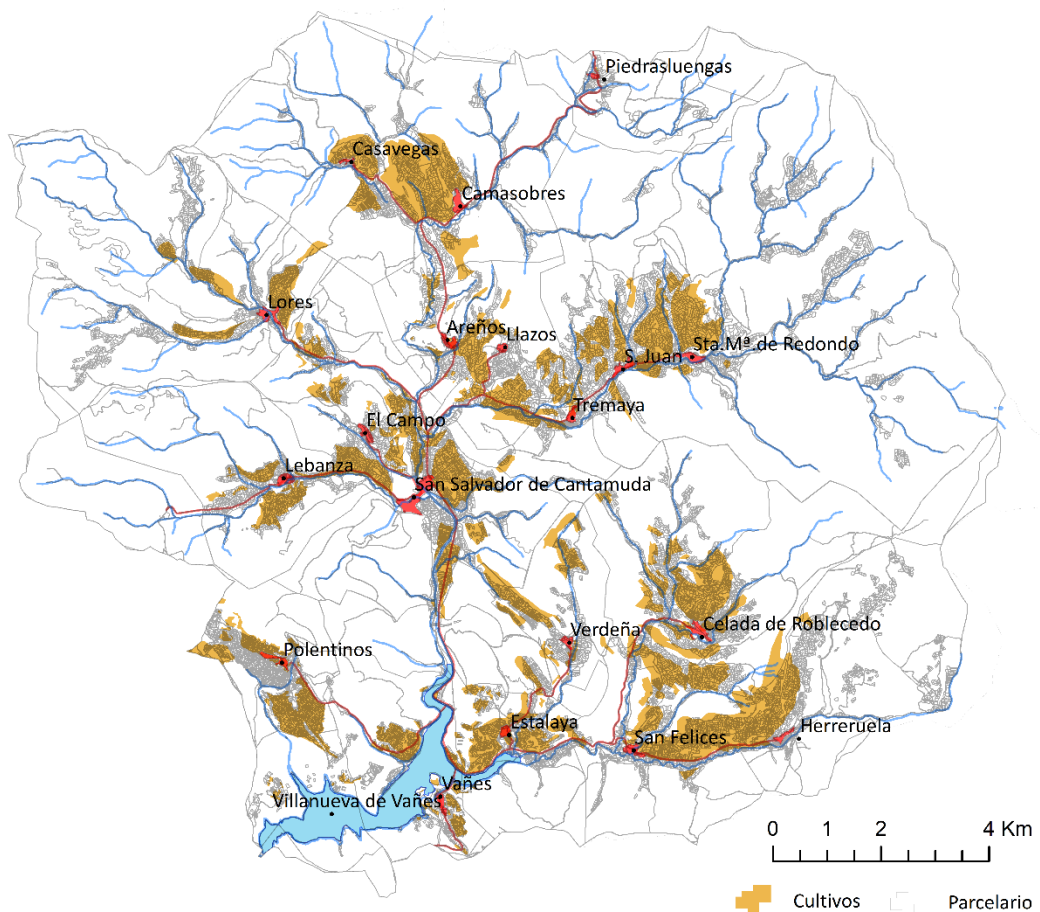 Piedrasluengas
Casavegas
Camasobres
Lores
Areños
Llazos
Sta.Mª.de Redondo
S. Juan
Tremaya
El Campo
Lebanza
San Salvador de Cantamuda
Celada de Roblecedo
Verdeña
Polentinos
Estalaya
San Felices
Herreruela
Vañes
Villanueva de Vañes
0 1 2 4 Km
Cultivos Parcelario